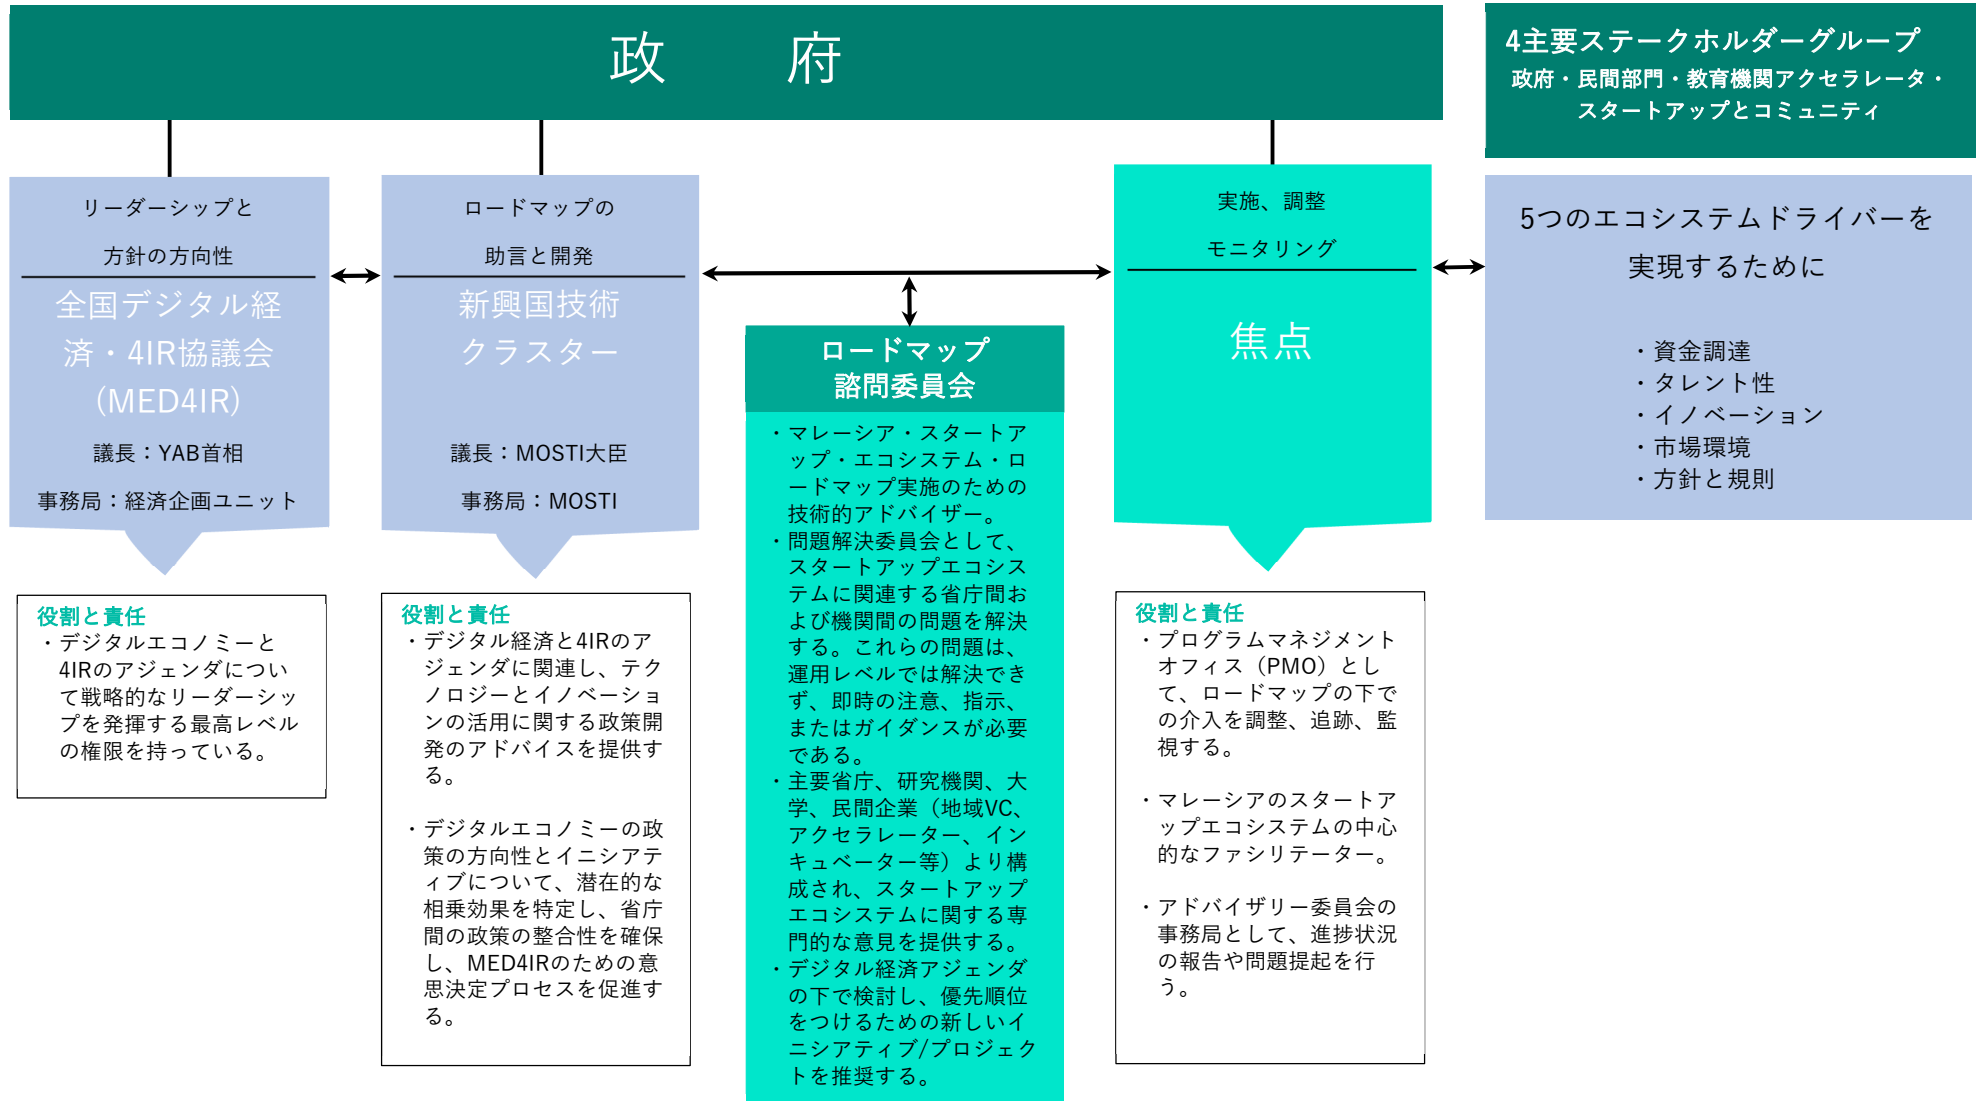 政府
4主要ステークホルダーグループ
政府・民間部門・教育機関アクセラレータ・
スタートアップとコミュニティ
リーダーシップと
方針の方向性
全国デジタル経
済・4IR協議会
（MED4IR）
議長：YAB首相
事務局：経済企画ユニット
役割と責任
・デジタルエコノミーと
4IRのアジェンダについ
て戦略的なリーダーシッ
プを発揮する最高レベル
の権限を持っている。
ロードマップの
助言と開発
新興国技術
クラスター
議長：MOSTI大臣
事務局：MOSTI
役割と責任
・デジタル経済と4IRのア
ジェンダに関連し、テク
ノロジーとイノベーショ
ンの活用に関する政策開
発のアドバイスを提供す
る。
・デジタルエコノミーの政
策の方向性とイニシアテ
ィブについて、潜在的な
相乗効果を特定し、省庁
間の政策の整合性を確保
し、MED4IRのための意
思決定プロセスを促進す
る。
ロードマップ
諮問委員会
・マレーシア・スタートア
ップ・エコシステム・ロ
ードマップ実施のための
技術的アドバイザー。
・問題解決委員会として、
スタートアップエコシス
テムに関連する省庁間お
よび機関間の問題を解決
する。これらの問題は、
運用レベルでは解決でき
ず、即時の注意、指示、
またはガイダンスが必要
である。
・主要省庁、研究機関、大
学、民間企業（地域VC、
アクセラレーター、イン
キュベーター等）より構
成され、スタートアップ
エコシステムに関する専
門的な意見を提供する。
・デジタル経済アジェンダ
の下で検討し、優先順位
をつけるための新しいイ
ニシアティブ/プロジェク
トを推奨する。
実施、調整
モニタリング
焦点
役割と責任
・プログラムマネジメント
オフィス（PMO）とし
て、ロードマップの下で
の介入を調整、追跡、監
視する。
・マレーシアのスタートア
ップエコシステムの中心
的なファシリテーター。
・アドバイザリー委員会の
事務局として、進捗状況
の報告や問題提起を行
う。
5つのエコシステムドライバーを
実現するために
・資金調達
・タレント性
・イノベーション
・市場環境
・方針と規則